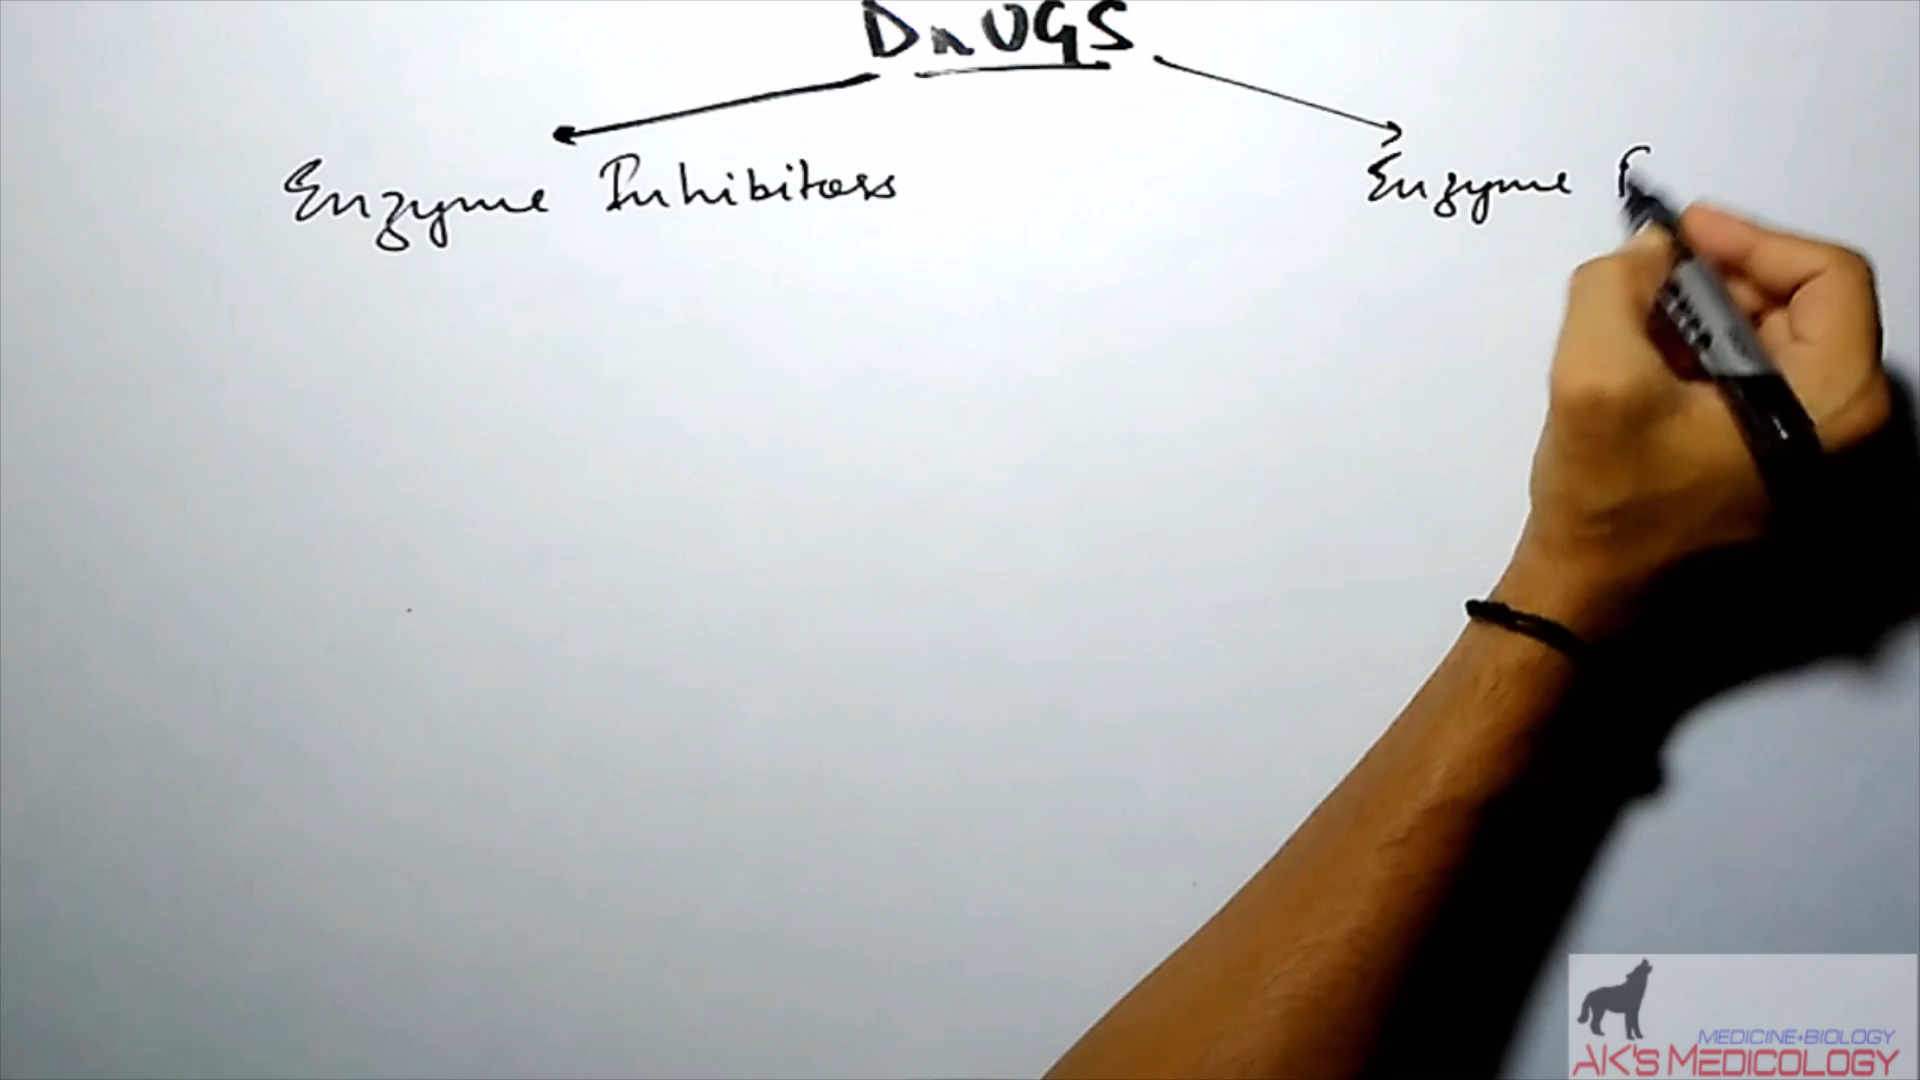 DRUGS
Enzyme Inhibitors
Enzyme
MEDICINE+BIOLOGY
AK'S MEDICOLOGY